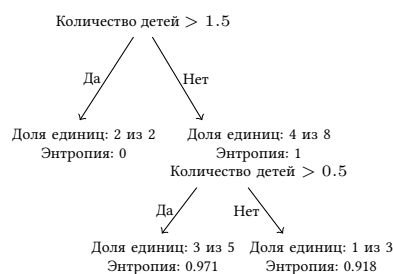 Количество детей > 1.5
Да
Нет
Доля единиц: 2 из 2
Энтропия: 0
Доля единиц: 4 из 8
Энтропия: 1
Количество детей > 0.5
Да
Нет
Доля единиц: 3 из 5
Энтропия: 0.971
Доля единиц: 1 из 3
Энтропия: 0.918